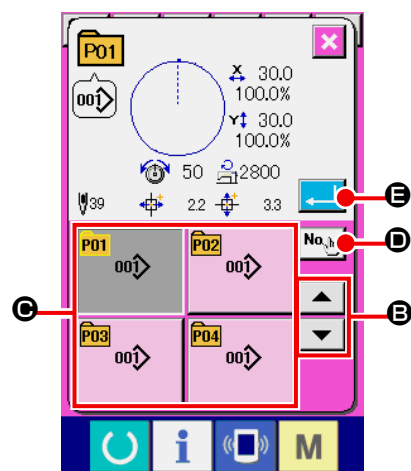 P01
X 30.0
001 100.0%
Y 30.0
100.0%
50 2800
39 2.2 3.3
E
No.
D
P01 P02
001 001
C
B
P03 P04
001 001
i M